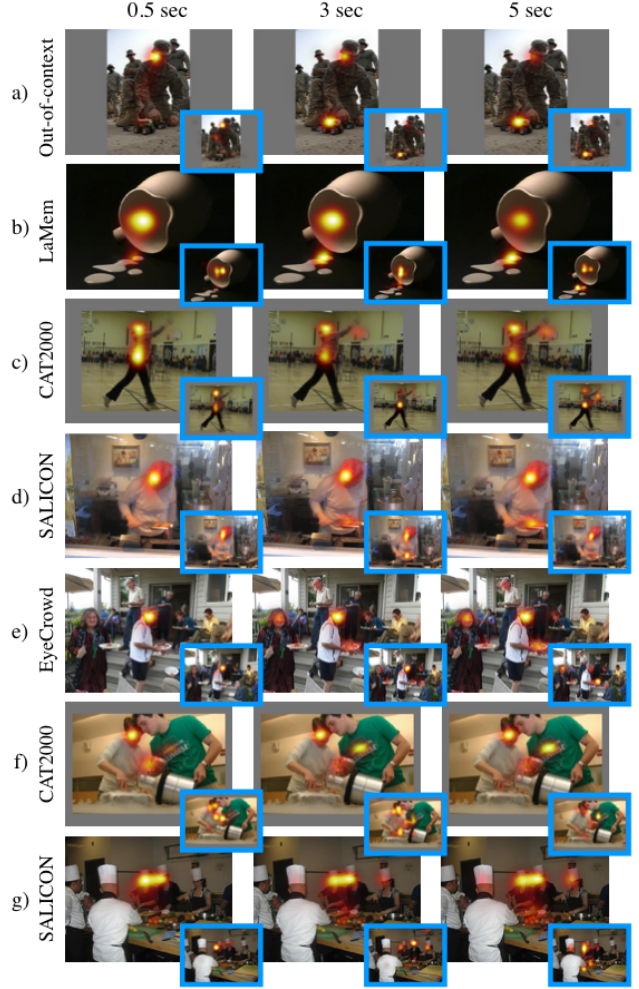 0.5 sec 3 sec 5 sec
a) Out-of-context
b) LaMem
c) CAT2000
d) SALICON
e) EyeCrowd
f) CAT2000
g) SALICON